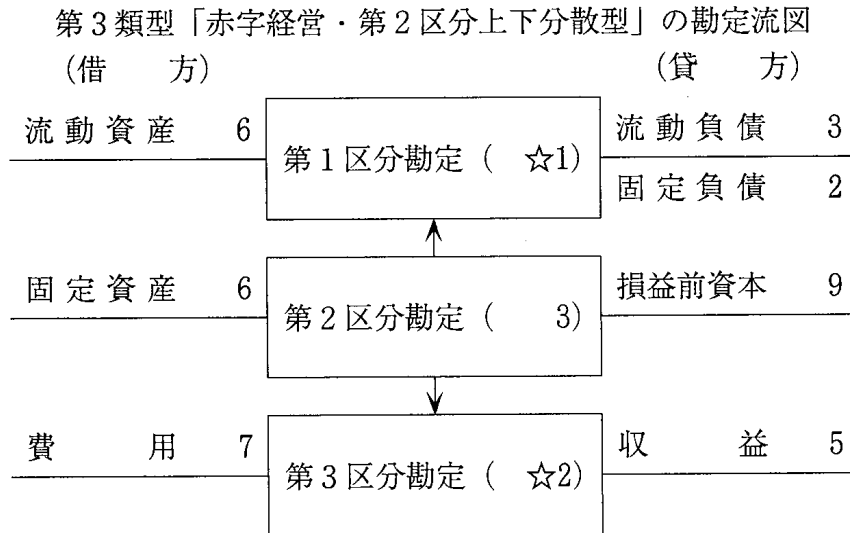 第３類型「赤字経営・第２区分上下分散型」の勘定流図
(借　方)　(貸　方)
流動資産　6　第１区分勘定（　☆1）　流動負債　3
固定負債　2
固定資産　6　第２区分勘定（　3）　損益前資本　9
費　用　7　第３区分勘定（　☆2）　収　益　5